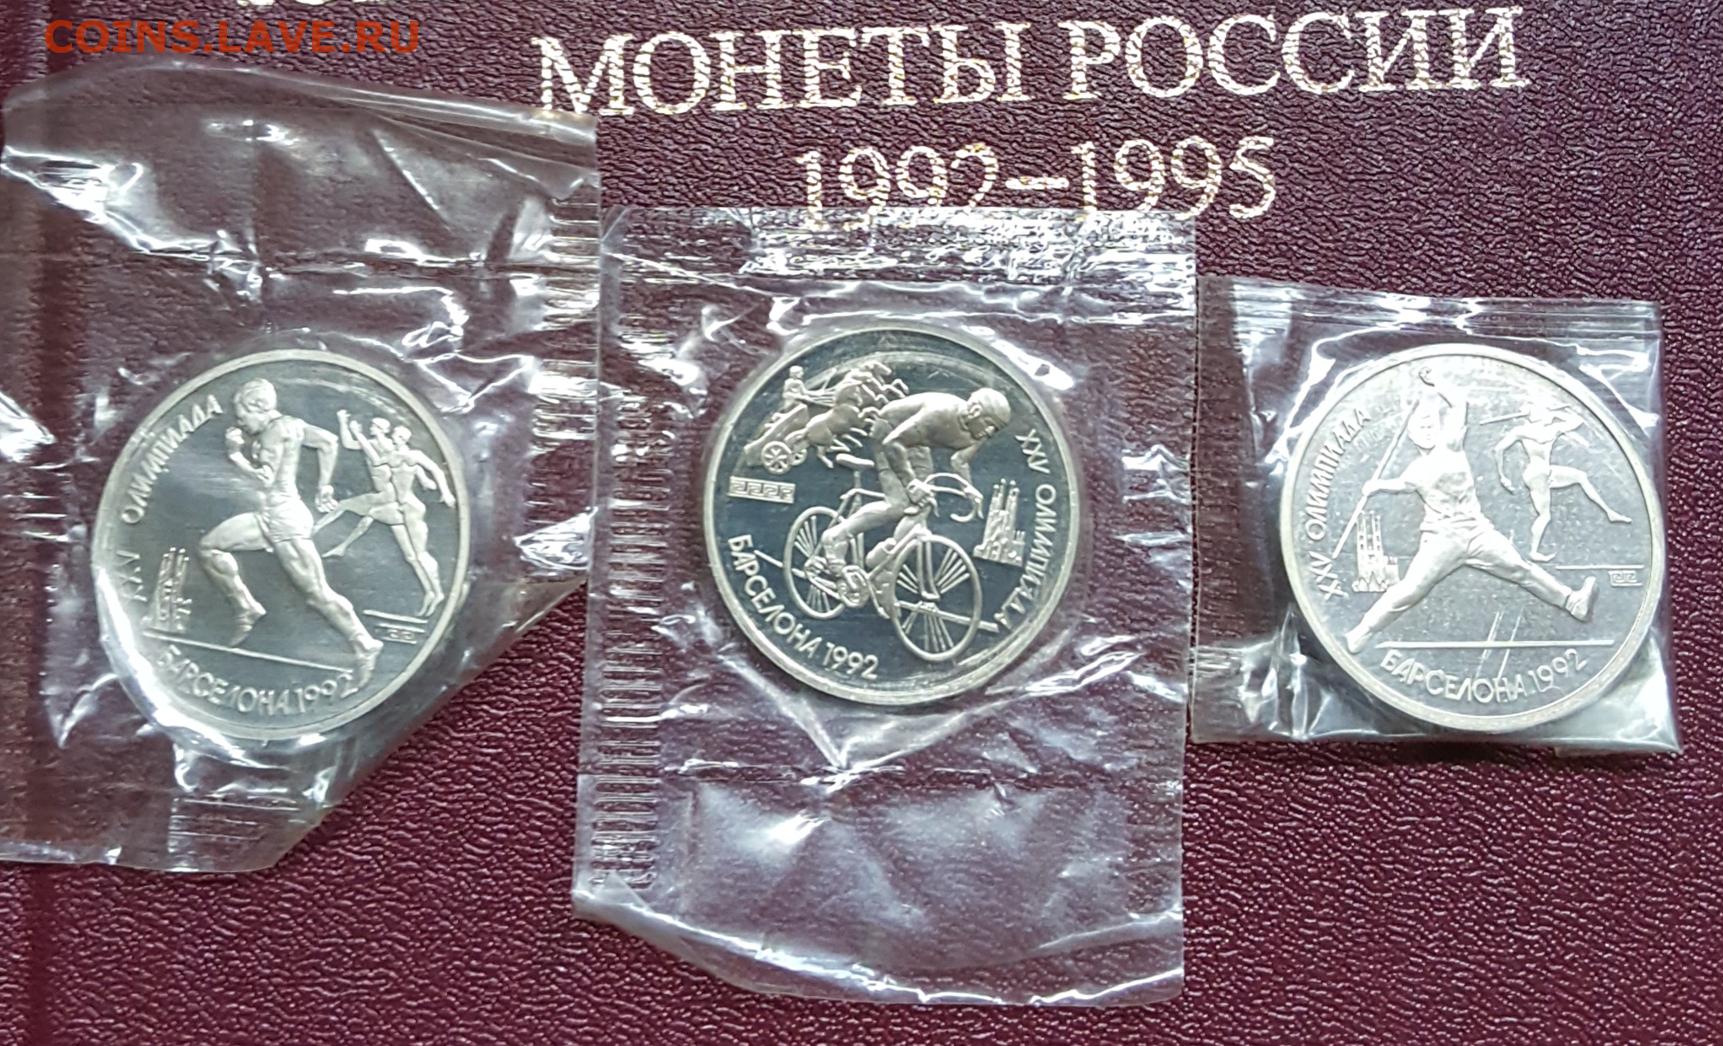 COINS.LAVE.RU
МОНЕТЫ РОССИИ
1992–1995
XXV ОЛИМПИАДА
БАРСЕЛОНА 1992
XXV ОЛИМПИАДА
БАРСЕЛОНА 1992
XXV ОЛИМПИАДА
БАРСЕЛОНА 1992